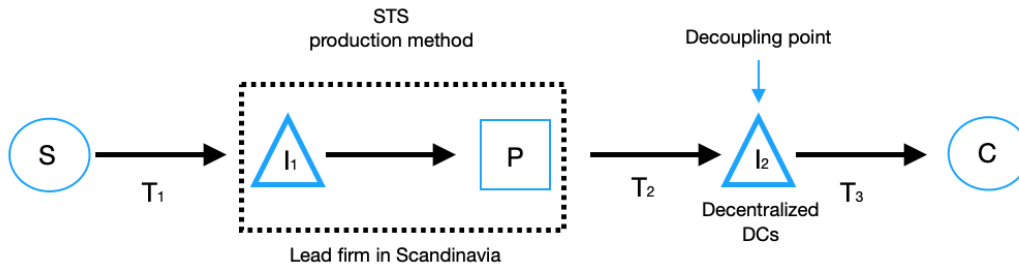 STS
production method
Decoupling point
S
I₁
P
I₂
C
T₁
T₂
T₃
Decentralized
DCs
Lead firm in Scandinavia